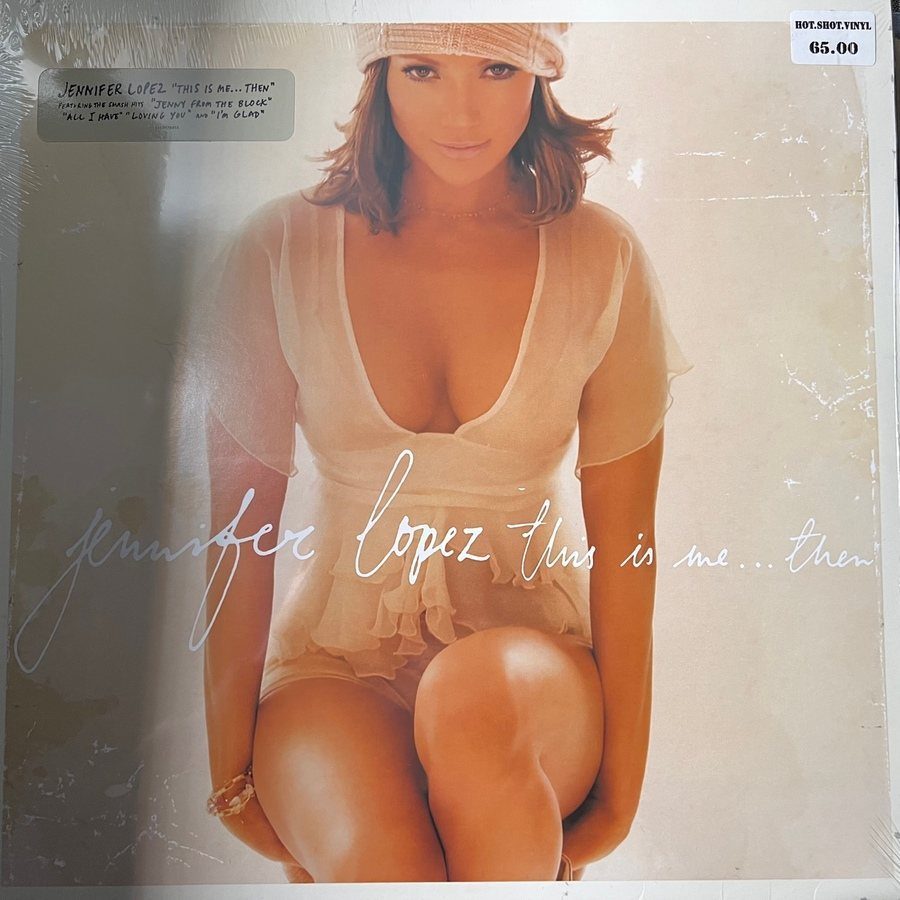 HOT.SHOT.VINYL
65.00
JENNIFER LOPEZ "THIS IS ME...THEN"
FEATURING THE SMASH HITS "JENNY FROM THE BLOCK"
"ALL I HAVE" "LOVING YOU" AND "I'M GLAD"
jennifer lopez this is me...then